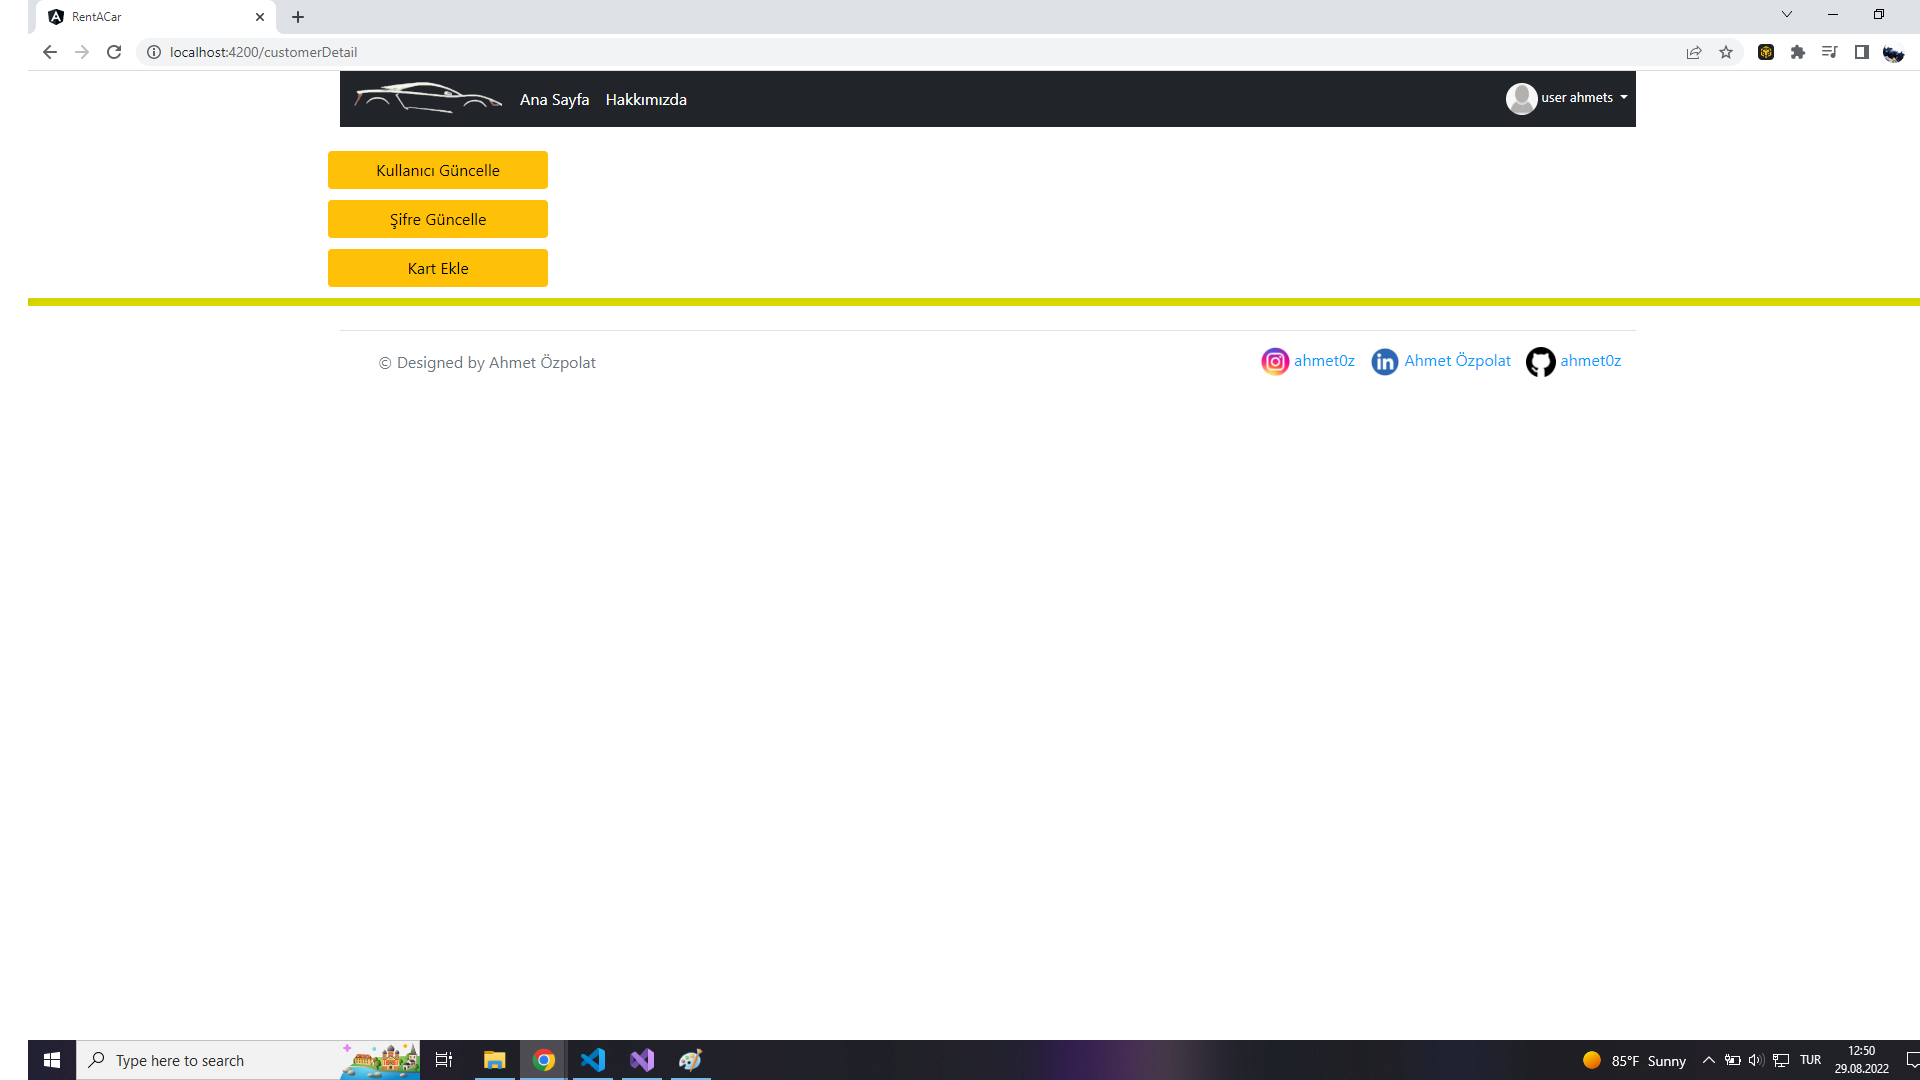 RentACar
localhost:4200/customerDetail
Ana Sayfa Hakkımızda user ahmets
Kullanıcı Güncelle
Şifre Güncelle
Kart Ekle
© Designed by Ahmet Özpolat ahmet0z Ahmet Özpolat ahmet0z
Type here to search 85°F Sunny TUR 12:50
29.08.2022